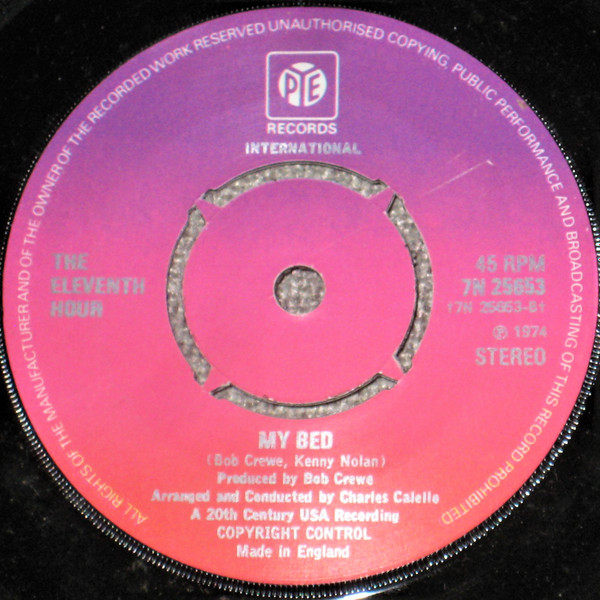 ALL RIGHTS OF THE MANUFACTURER AND OF THE OWNER OF THE RECORDED WORK RESERVED UNAUTHORISED COPYING, PUBLIC PERFORMANCE AND BROADCASTING OF THIS RECORD PROHIBITED
PYE
RECORDS
INTERNATIONAL
THE
ELEVENTH
HOUR
45 RPM
7N 25653
17N 25653-B1
℗ 1974
STEREO
MY BED
(Bob Crewe, Kenny Nolan)
Produced by Bob Crewe
Arranged and Conducted by Charles Calello
A 20th Century USA Recording
COPYRIGHT CONTROL
Made in England